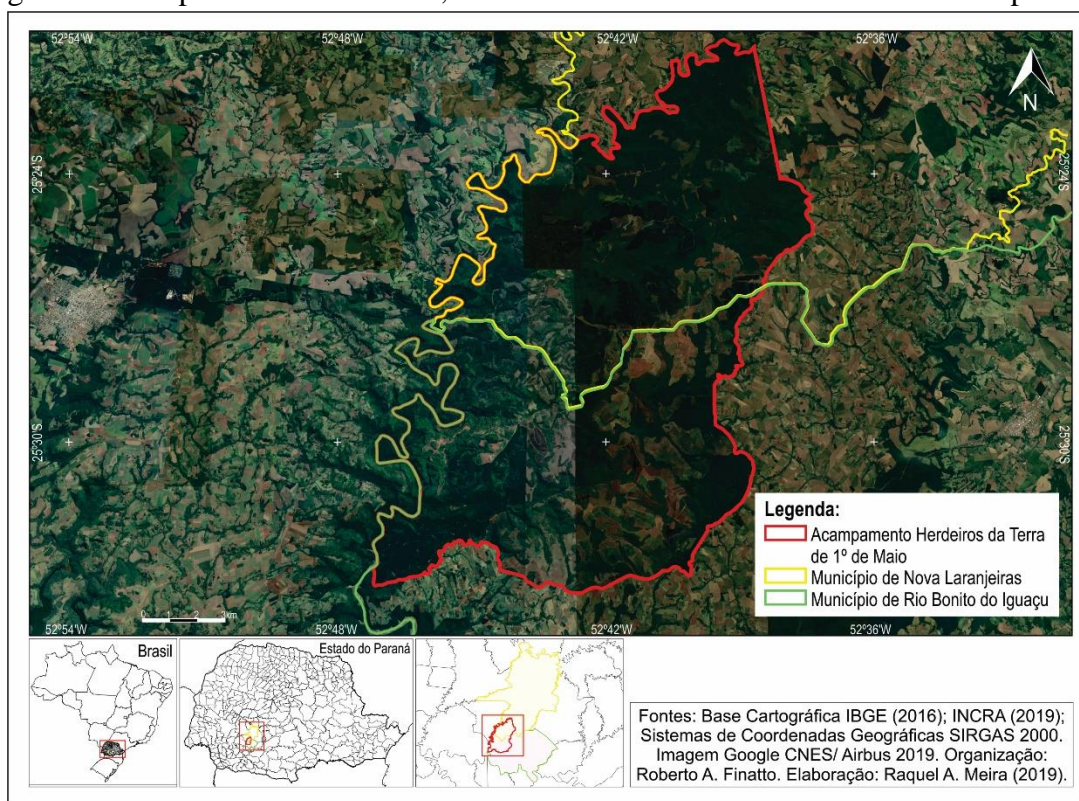 52°54'W 52°48'W 52°42'W 52°36'W
N
25°24'S 25°24'S
25°30'S 25°30'S
Legenda:
Acampamento Herdeiros da Terra
de 1º de Maio
Município de Nova Laranjeiras
Município de Rio Bonito do Iguaçu
0 1 2 3km
52°54'W 52°48'W 52°42'W 52°36'W
Brasil
Estado do Paraná
Fontes: Base Cartográfica IBGE (2016); INCRA (2019);
Sistemas de Coordenadas Geográficas SIRGAS 2000.
Imagem Google CNES/ Airbus 2019. Organização:
Roberto A. Finatto. Elaboração: Raquel A. Meira (2019).